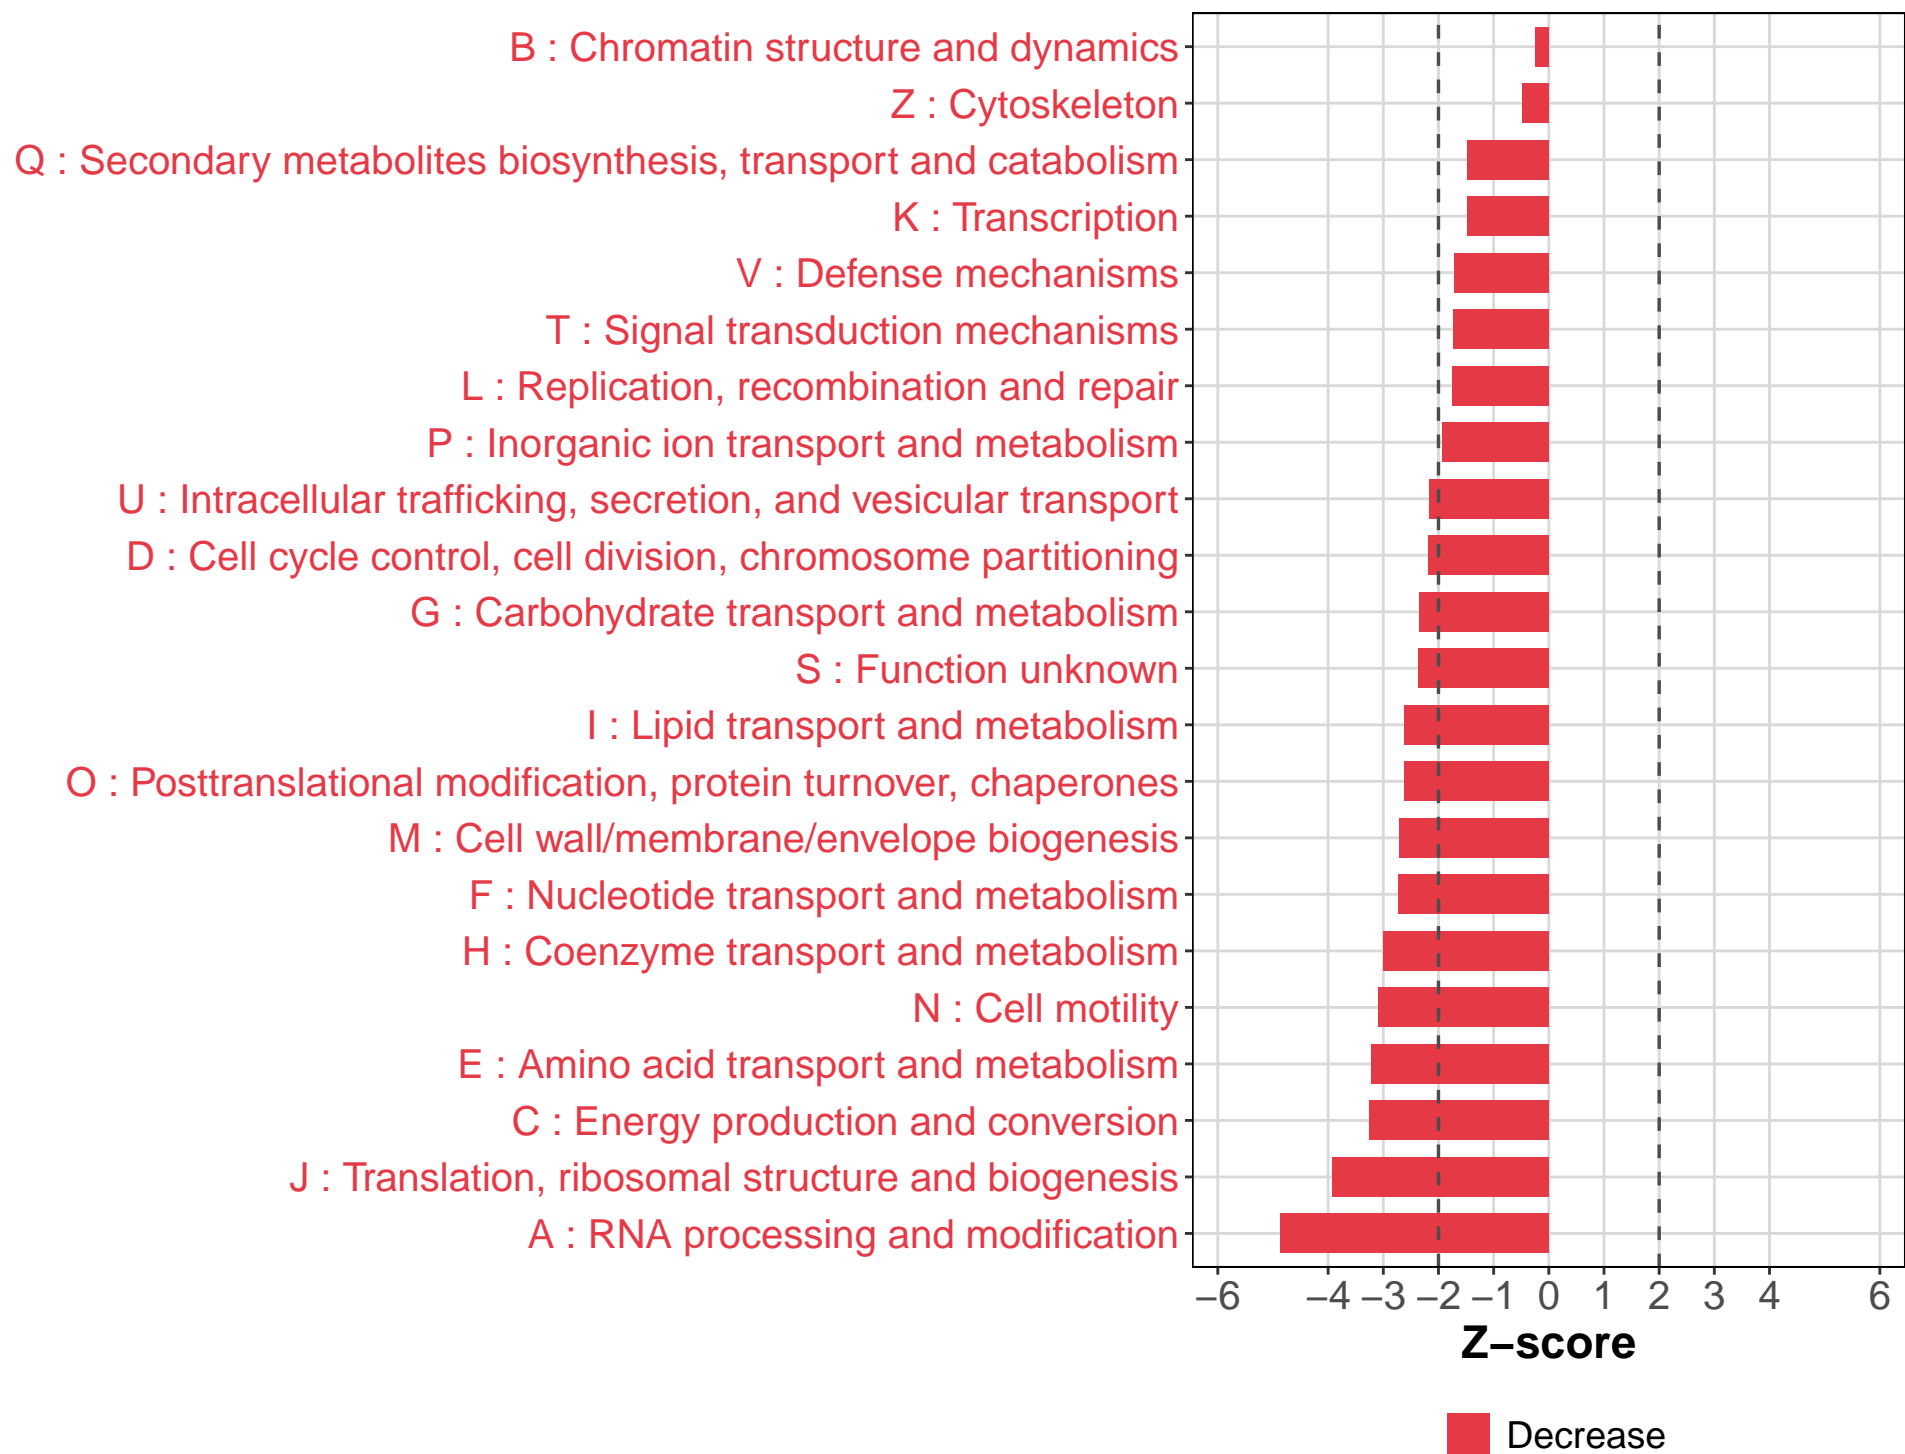 B : Chromatin structure and dynamics
Z : Cytoskeleton
Q : Secondary metabolites biosynthesis, transport and catabolism
K : Transcription
V : Defense mechanisms
T : Signal transduction mechanisms
L : Replication, recombination and repair
P : Inorganic ion transport and metabolism
U : Intracellular trafficking, secretion, and vesicular transport
D : Cell cycle control, cell division, chromosome partitioning
G : Carbohydrate transport and metabolism
S : Function unknown
I : Lipid transport and metabolism
O : Posttranslational modification, protein turnover, chaperones
M : Cell wall/membrane/envelope biogenesis
F : Nucleotide transport and metabolism
H : Coenzyme transport and metabolism
N : Cell motility
E : Amino acid transport and metabolism
C : Energy production and conversion
J : Translation, ribosomal structure and biogenesis
A : RNA processing and modification
−6 −4 −3 −2 −1 0 1 2 3 4 6
Z−score
Decrease